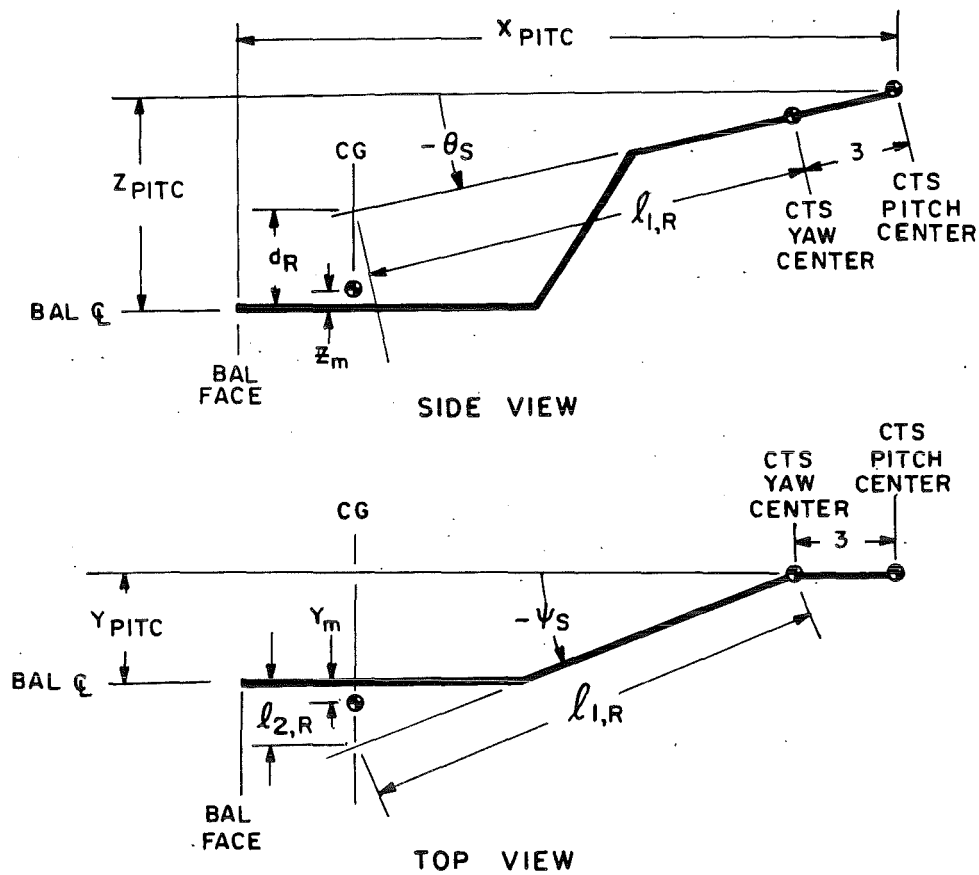 X PITC
-θS
CG
Z PITC
3
dR
ℓ1,R
CTS
YAW
CENTER
CTS
PITCH
CENTER
BAL ℄
Zm
BAL
FACE
SIDE VIEW
CTS
YAW
CENTER
CTS
PITCH
CENTER
CG
3
Y PITC
Ym
-ΨS
BAL ℄
ℓ2,R
ℓ1,R
BAL
FACE
TOP VIEW